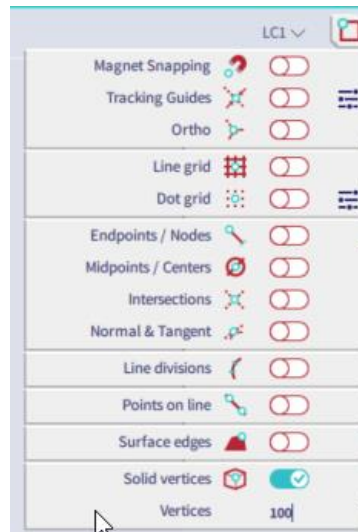 LC1
Magnet Snapping
Tracking Guides
Ortho
Line grid
Dot grid
Endpoints / Nodes
Midpoints / Centers
Intersections
Normal & Tangent
Line divisions
Points on line
Surface edges
Solid vertices
Vertices 100